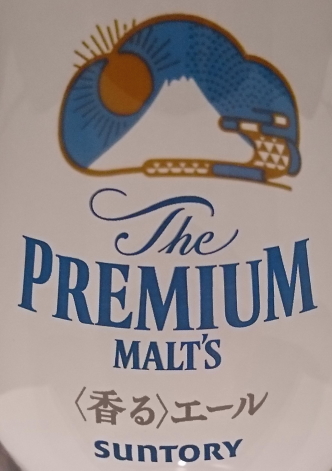 The
PREMIUM
MALT'S
〈香る〉エール
SUNTORY